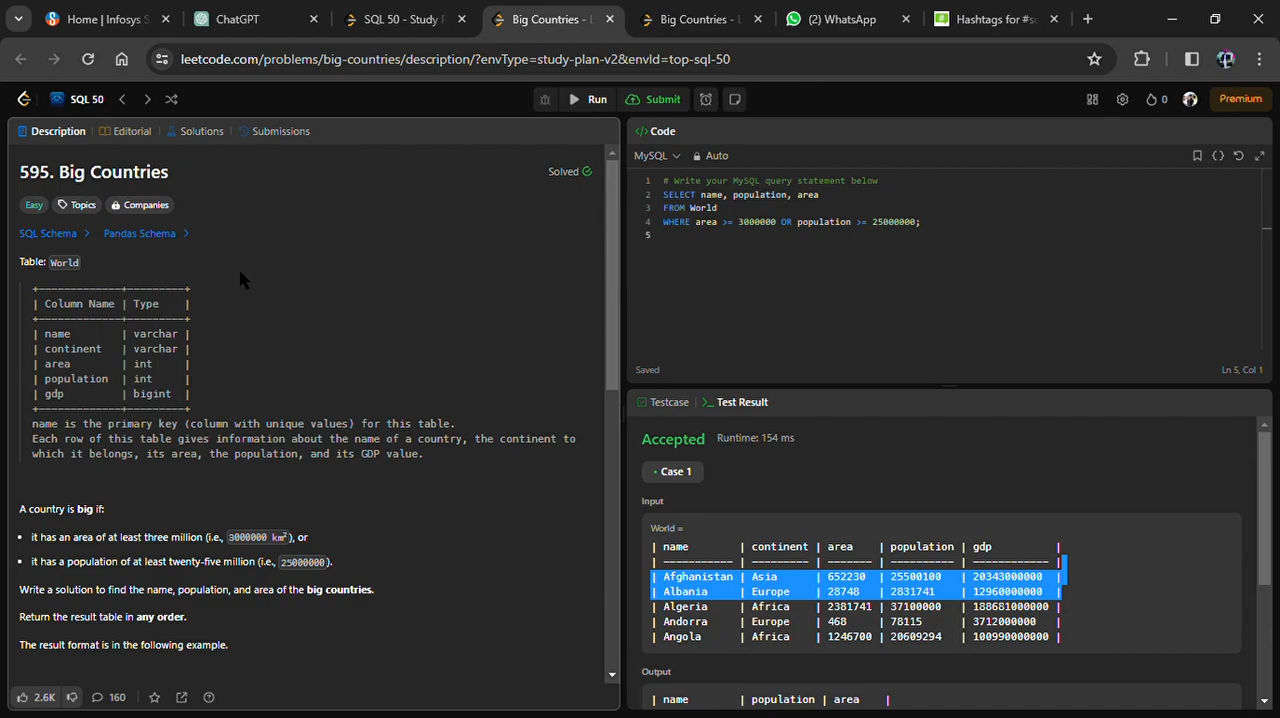 Home | Infosys S
ChatGPT
SQL 50 - Study P
Big Countries - L
Big Countries - L
(2) WhatsApp
Hashtags for #so
leetcode.com/problems/big-countries/description/?envType=study-plan-v2&envId=top-sql-50
SQL 50
Run
Submit
0
Premium
Description
Editorial
Solutions
Submissions
595. Big Countries
Solved
Easy
Topics
Companies
SQL Schema >
Pandas Schema >
Table: World
+-------------+---------+
| Column Name | Type    |
+-------------+---------+
| name        | varchar |
| continent   | varchar |
| area        | int     |
| population  | int     |
| gdp         | bigint  |
+-------------+---------+
name is the primary key (column with unique values) for this table.
Each row of this table gives information about the name of a country, the continent to
which it belongs, its area, the population, and its GDP value.
A country is big if:
• it has an area of at least three million (i.e., 3000000 km²), or
• it has a population of at least twenty-five million (i.e., 25000000).
Write a solution to find the name, population, and area of the big countries.
Return the result table in any order.
The result format is in the following example.
2.6K
160
</> Code
MySQL
Auto
1 # Write your MySQL query statement below
2 SELECT name, population, area
3 FROM World
4 WHERE area >= 3000000 OR population >= 25000000;
5
Saved
Ln 5, Col 1
Testcase
>_ Test Result
Accepted
Runtime: 154 ms
• Case 1
Input
World =
| name        | continent | area    | population | gdp          |
| ----------- | --------- | ------- | ---------- | ------------ |
| Afghanistan | Asia      | 652230  | 25500100   | 20343000000  |
| Albania     | Europe    | 28748   | 2831741    | 12960000000  |
| Algeria     | Africa    | 2381741 | 37100000   | 188681000000 |
| Andorra     | Europe    | 468     | 78115      | 3712000000   |
| Angola      | Africa    | 1246700 | 20609294   | 100990000000 |
Output
| name        | population | area    |